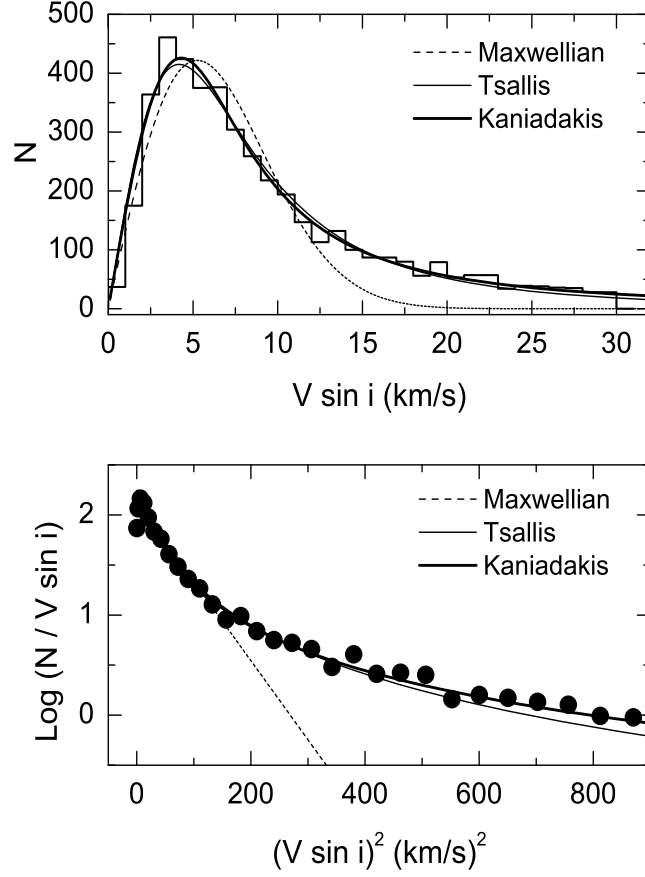 500
400
300
200
100
0
N
Maxwellian
Tsallis
Kaniadakis
0 5 10 15 20 25 30
V sin i (km/s)
2
1
0
Log (N / V sin i)
Maxwellian
Tsallis
Kaniadakis
0 200 400 600 800
(V sin i)² (km/s)²